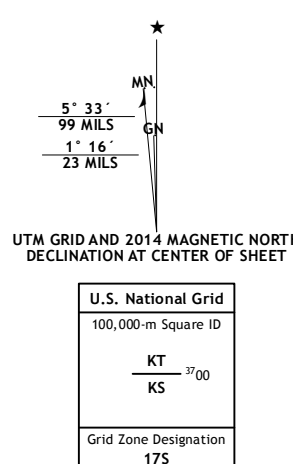 MN
5° 33´
99 MILS
GN
1° 16´
23 MILS
UTM GRID AND 2014 MAGNETIC NORTH
DECLINATION AT CENTER OF SHEET
U.S. National Grid
100,000-m Square ID
KT
3700
KS
Grid Zone Designation
17S